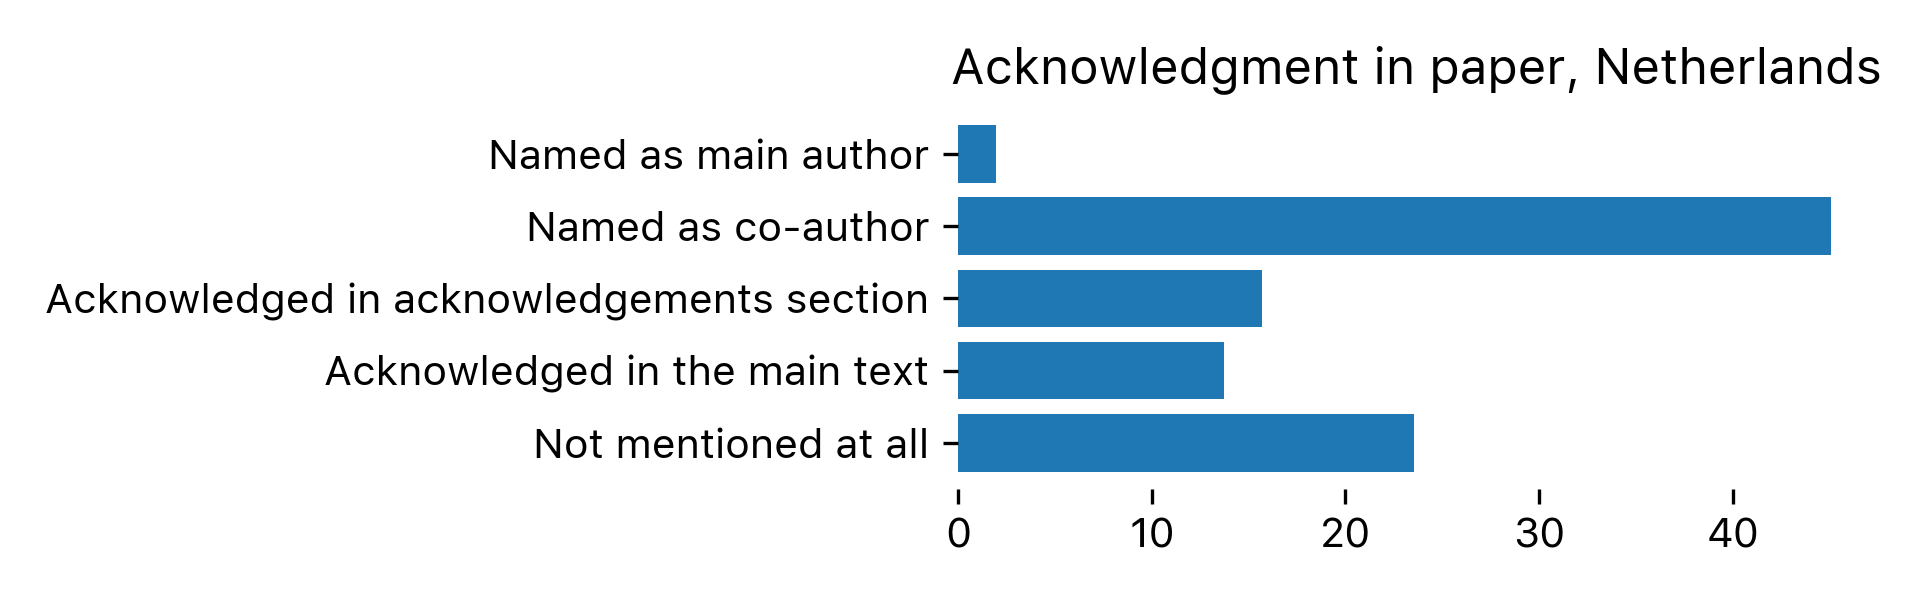 Acknowledgment in paper, Netherlands
Named as main author
Named as co-author
Acknowledged in acknowledgements section
Acknowledged in the main text
Not mentioned at all
0 10 20 30 40